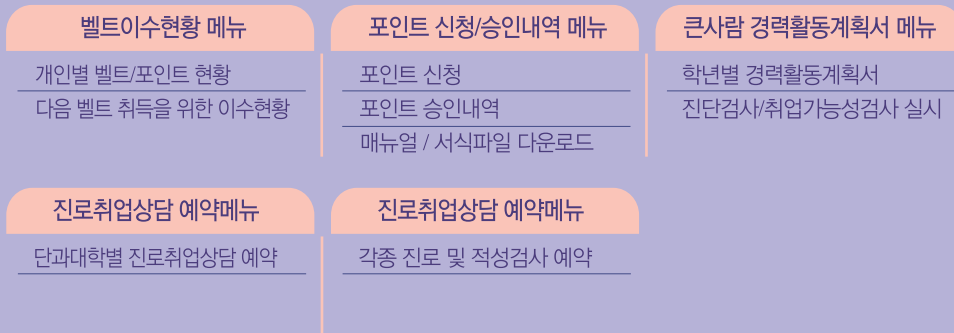 벨트이수현황 메뉴
개인별 벨트/포인트 현황
다음 벨트 취득을 위한 이수현황
포인트 신청/승인내역 메뉴
포인트 신청
포인트 승인내역
매뉴얼 / 서식파일 다운로드
큰사람 경력활동계획서 메뉴
학년별 경력활동계획서
진단검사/취업가능성검사 실시
진로취업상담 예약메뉴
단과대학별 진로취업상담 예약
진로취업상담 예약메뉴
각종 진로 및 적성검사 예약